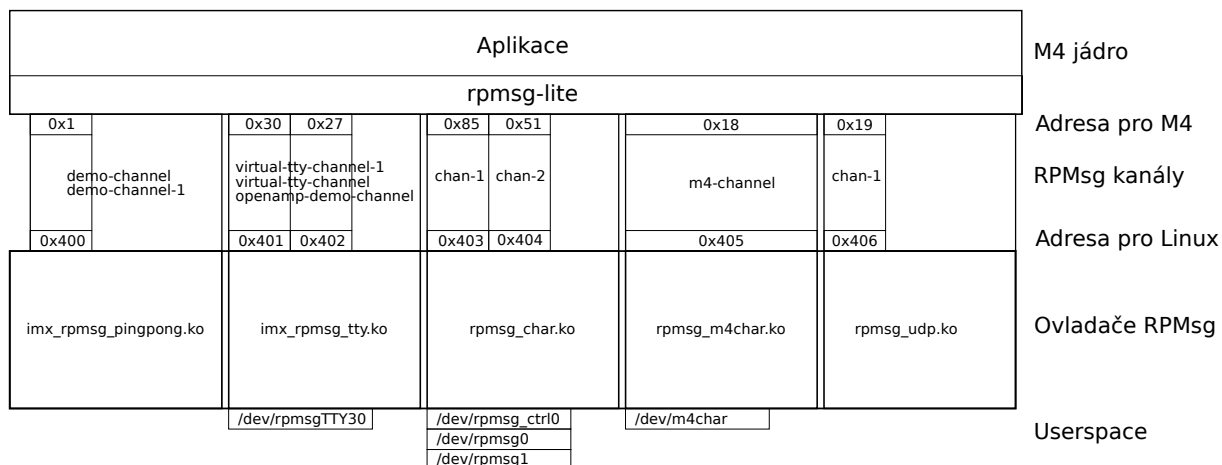 Aplikace
M4 jádro
rpmsg-lite
0x1 0x30 0x27 0x85 0x51 0x18 0x19 Adresa pro M4
demo-channel
demo-channel-1
virtual-tty-channel-1
virtual-tty-channel
openamp-demo-channel
chan-1 chan-2 m4-channel chan-1 RPMsg kanály
0x400 0x401 0x402 0x403 0x404 0x405 0x406 Adresa pro Linux
imx_rpmsg_pingpong.ko imx_rpmsg_tty.ko rpmsg_char.ko rpmsg_m4char.ko rpmsg_udp.ko Ovladače RPMsg
/dev/rpmsgTTY30 /dev/rpmsg_ctrl0 /dev/m4char
/dev/rpmsg0 Userspace
/dev/rpmsg1